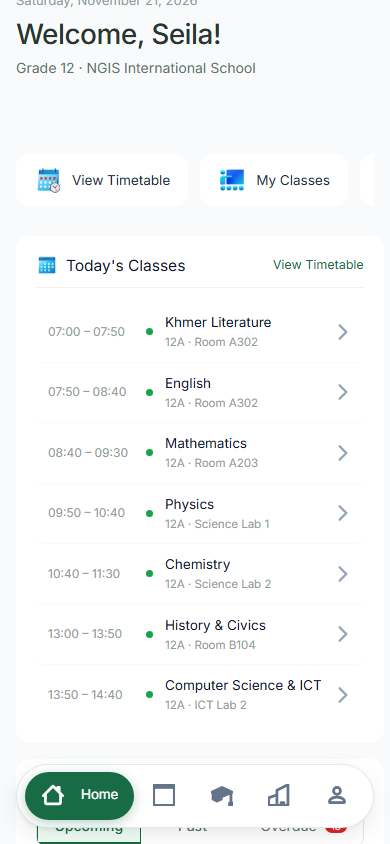 Saturday, November 21, 2026
Welcome, Seila!
Grade 12 · NGIS International School
View Timetable
My Classes
Today's Classes
View Timetable
07:00 – 07:50
Khmer Literature
12A · Room A302
07:50 – 08:40
English
12A · Room A302
08:40 – 09:30
Mathematics
12A · Room A203
09:50 – 10:40
Physics
12A · Science Lab 1
10:40 – 11:30
Chemistry
12A · Science Lab 2
13:00 – 13:50
History & Civics
12A · Room B104
13:50 – 14:40
Computer Science & ICT
12A · ICT Lab 2
Home
Upcoming
Past
Overdue